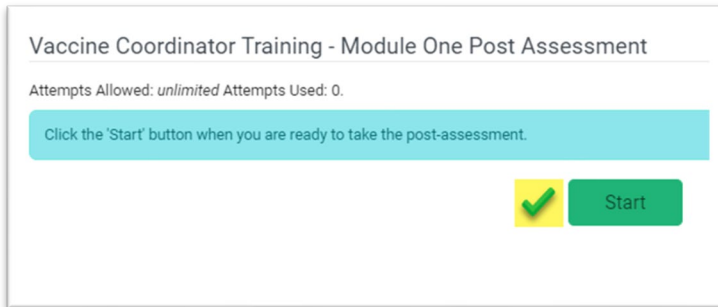 Vaccine Coordinator Training - Module One Post Assessment
Attempts Allowed: unlimited Attempts Used: 0.
Click the 'Start' button when you are ready to take the post-assessment.
Start